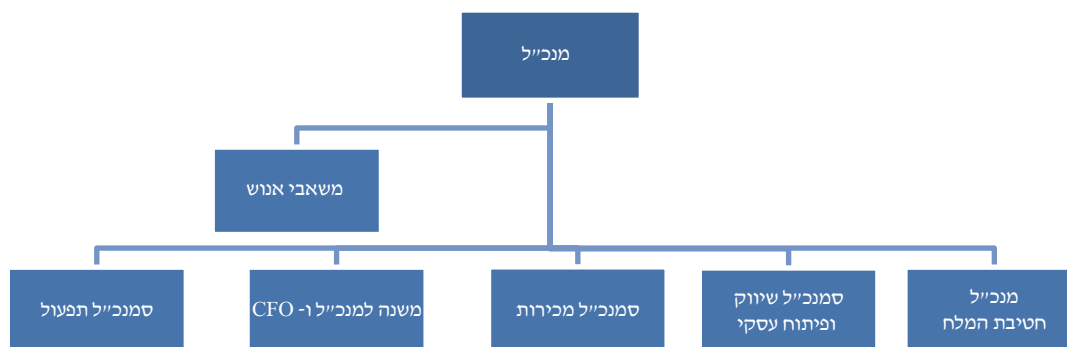 מנכ״ל
משאבי אנוש
מנכ״ל
חטיבת המלח
סמנכ״ל שיווק
ופיתוח עסקי
סמנכ״ל מכירות
משנה למנכ״ל ו- CFO
סמנכ״ל תפעול